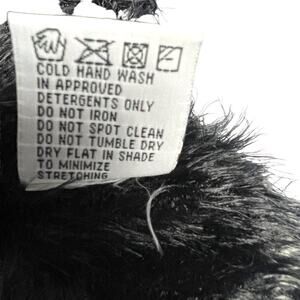 COLD HAND WASH
IN APPROVED
DETERGENTS ONLY
DO NOT IRON
DO NOT SPOT CLEAN
DO NOT TUMBLE DRY
DRY FLAT IN SHADE
TO MINIMIZE
STRETCHING